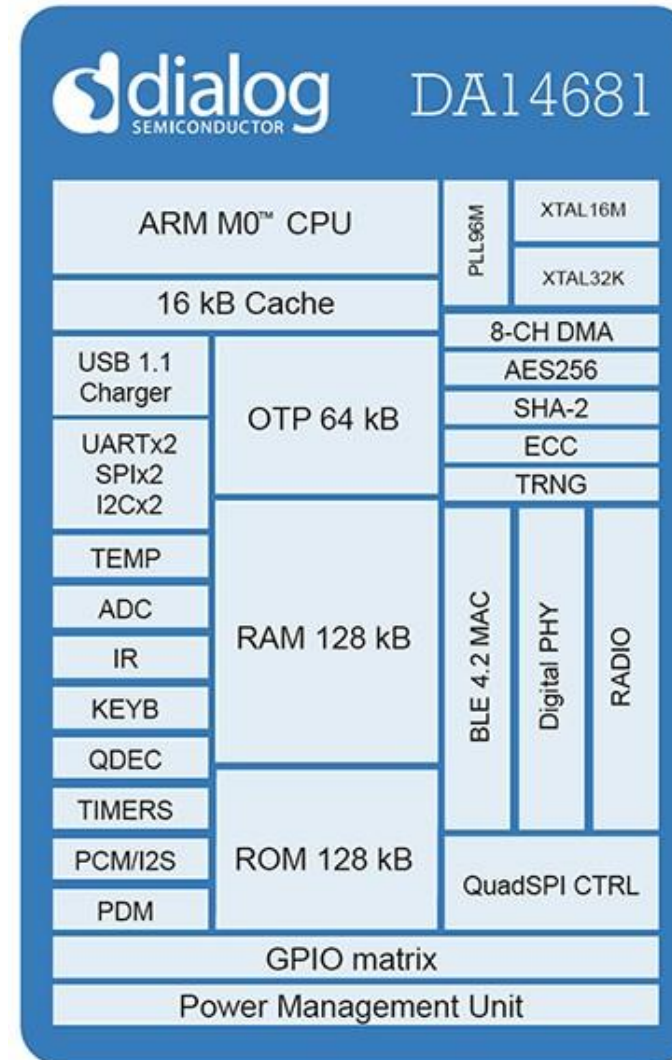 dialog
SEMICONDUCTOR
DA14681
ARM M0™ CPU
16 kB Cache
USB 1.1
Charger
UARTx2
SPIx2
I2Cx2
TEMP
ADC
IR
KEYB
QDEC
TIMERS
PCM/I2S
PDM
OTP 64 kB
RAM 128 kB
ROM 128 kB
PLL96M
XTAL16M
XTAL32K
8-CH DMA
AES256
SHA-2
ECC
TRNG
BLE 4.2 MAC
Digital PHY
RADIO
QuadSPI CTRL
GPIO matrix
Power Management Unit